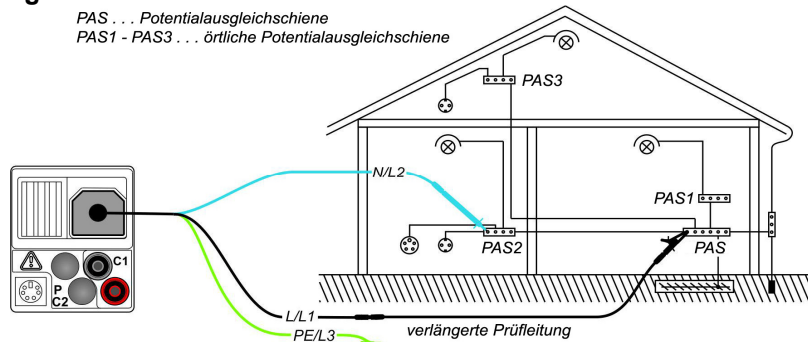 g
PAS . . . Potentialausgleichschiene
PAS1 - PAS3 . . . örtliche Potentialausgleichschiene
PAS3
N/L2
PAS1
PAS2
PAS
C1
P
C2
L/L1
verlängerte Prüfleitung
PE/L3